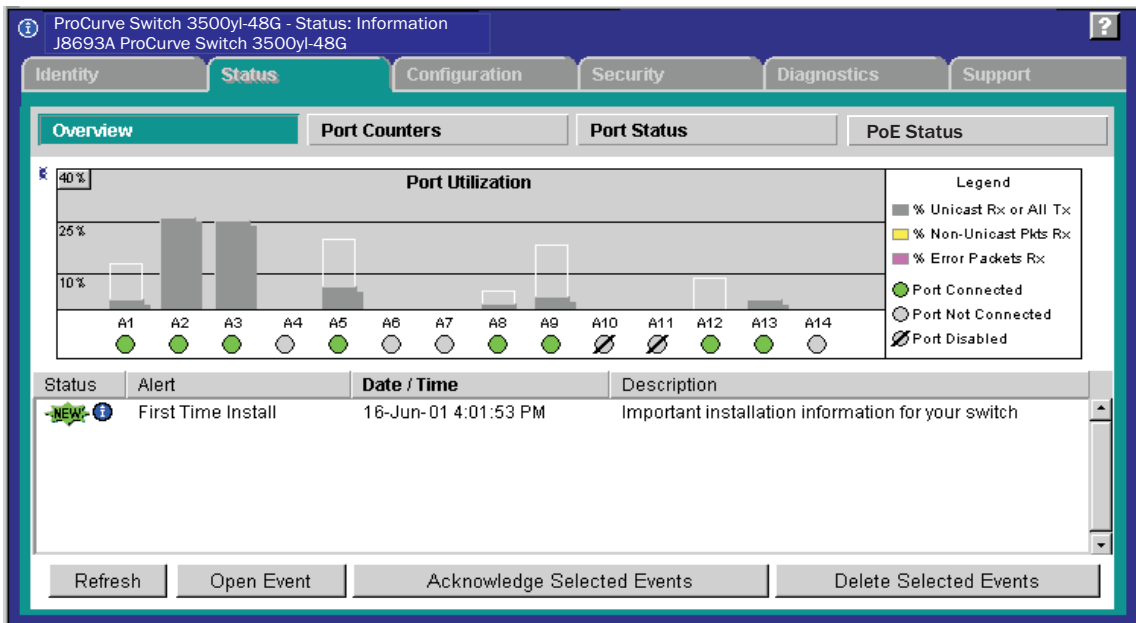 ProCurve Switch 3500yl-48G - Status: Information
J8693A ProCurve Switch 3500yl-48G
?
Identity Status Configuration Security Diagnostics Support
Overview Port Counters Port Status PoE Status
40% Port Utilization
25%
10%
Legend
% Unicast Rx or All Tx
% Non-Unicast Pkts Rx
% Error Packets Rx
Port Connected
Port Not Connected
Port Disabled
A1 A2 A3 A4 A5 A6 A7 A8 A9 A10 A11 A12 A13 A14
Status Alert Date / Time Description
NEW i First Time Install 16-Jun-01 4:01:53 PM Important installation information for your switch
Refresh Open Event Acknowledge Selected Events Delete Selected Events